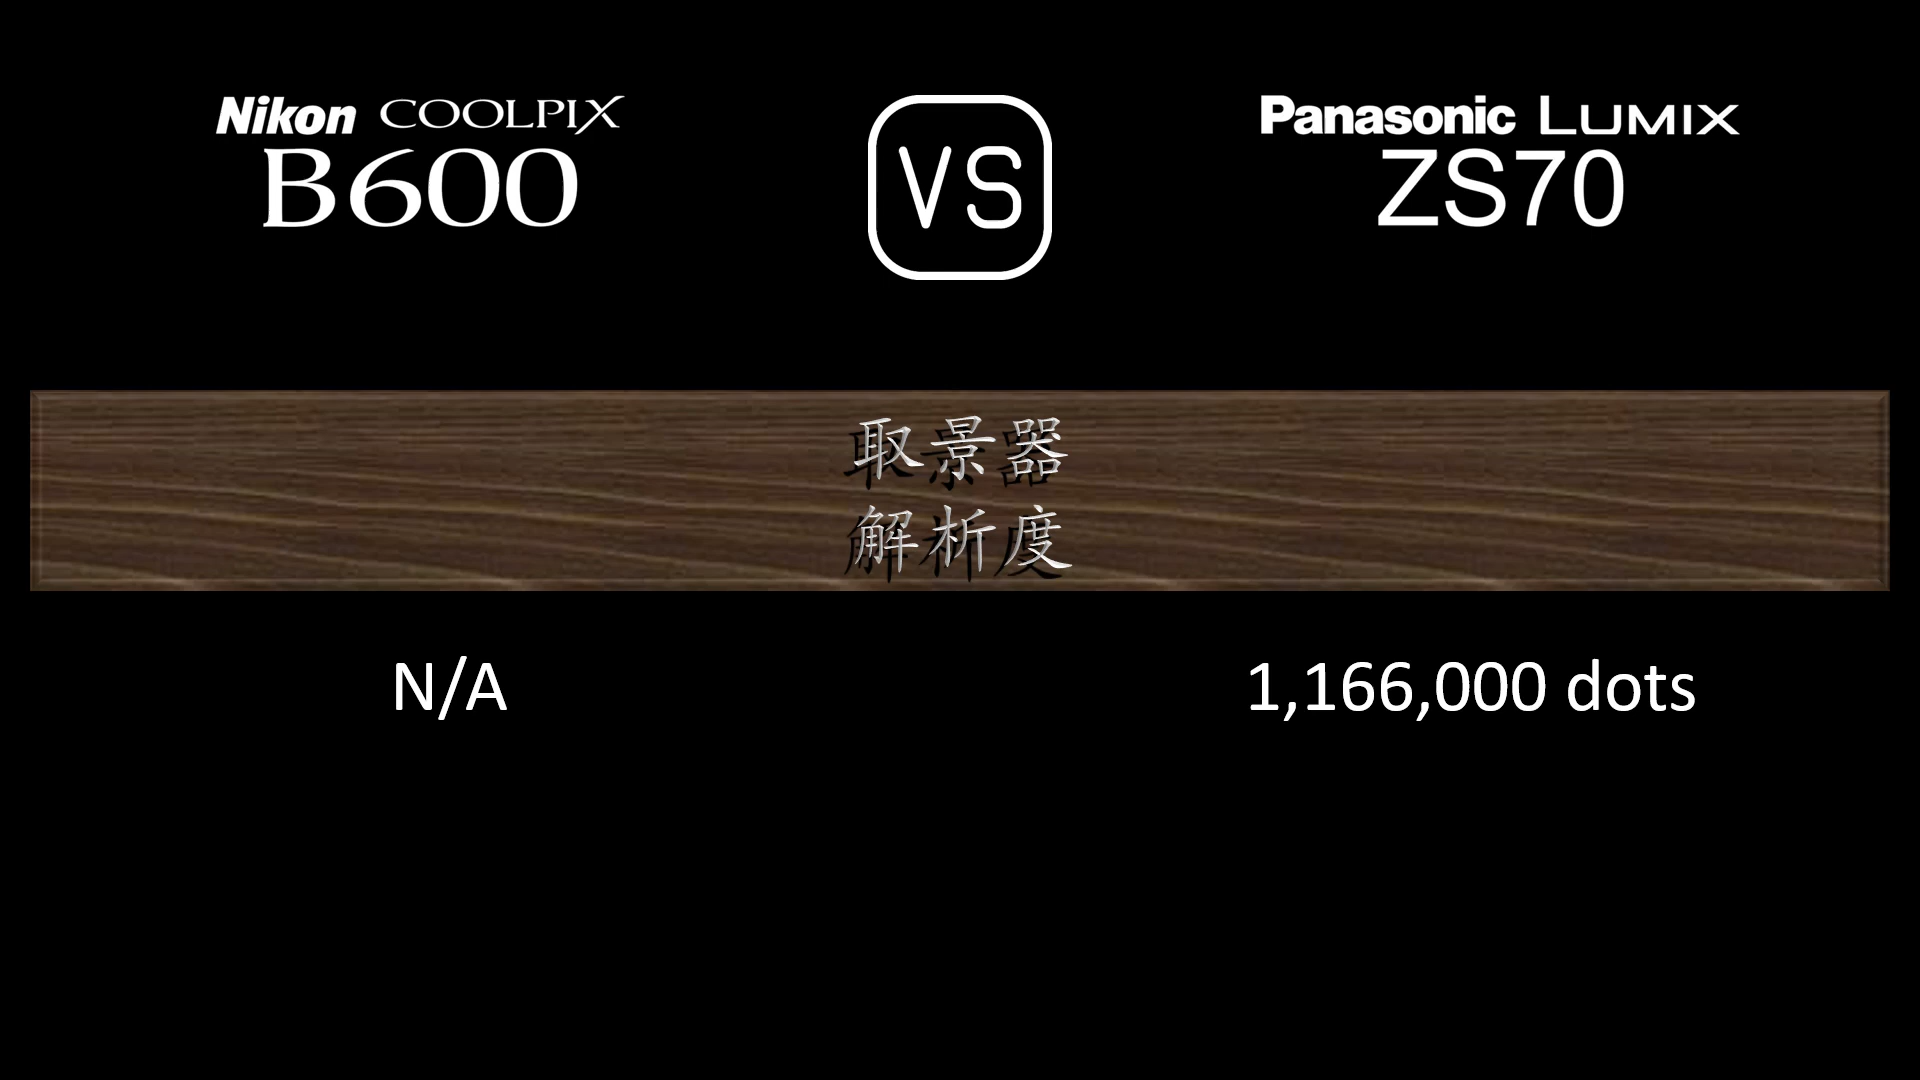 Nikon COOLPIX
B600
VS
Panasonic LUMIX
ZS70
取景器
解析度
N/A
1,166,000 dots